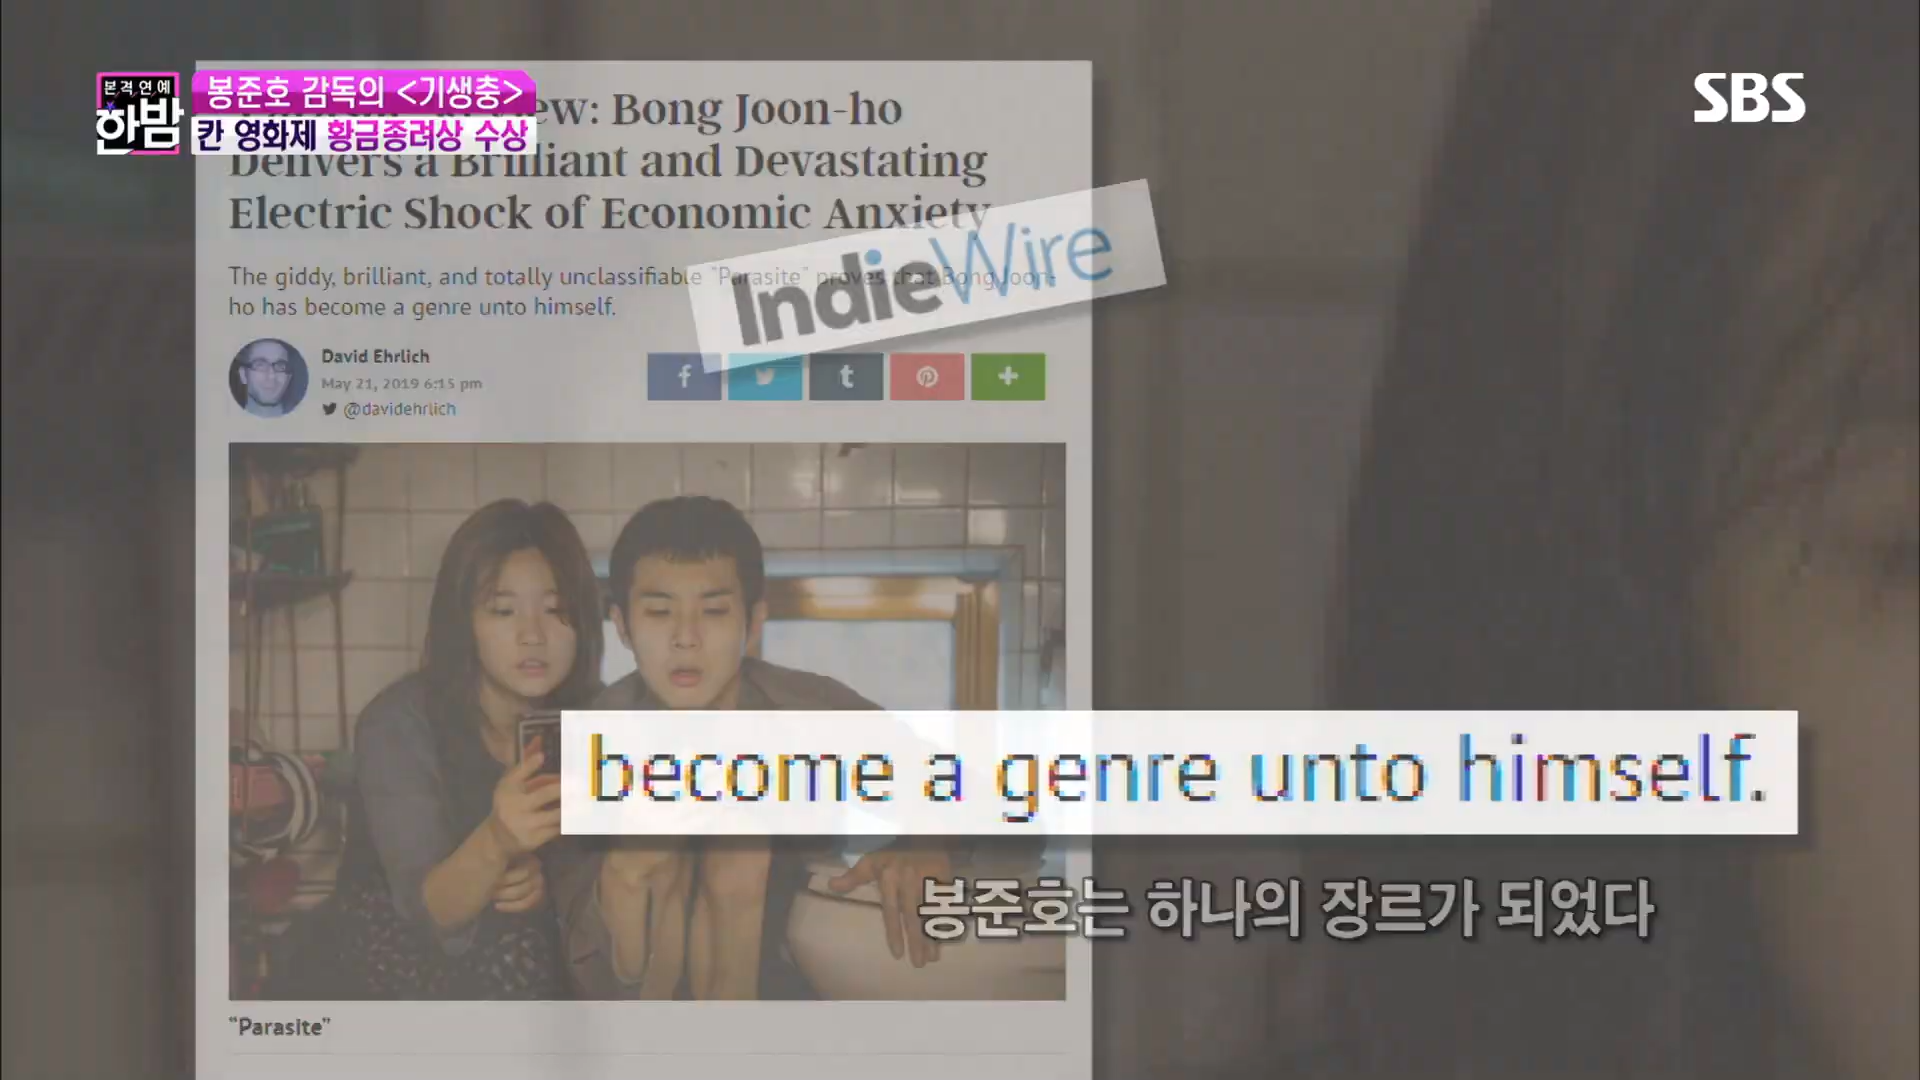 본격연예
한밤
봉준호 감독의 <기생충>
칸 영화제 황금종려상 수상
SBS
ew: Bong Joon-ho
Delivers a Brilliant and Devastating
Electric Shock of Economic Anxiety
IndieWire
The giddy, brilliant, and totally unclassifiable "Parasite" proves that Bong Joon-
ho has become a genre unto himself.
David Ehrlich
May 21, 2019 6:15 pm
@davidehrlich
f
t
+
become a genre unto himself.
봉준호는 하나의 장르가 되었다
"Parasite"